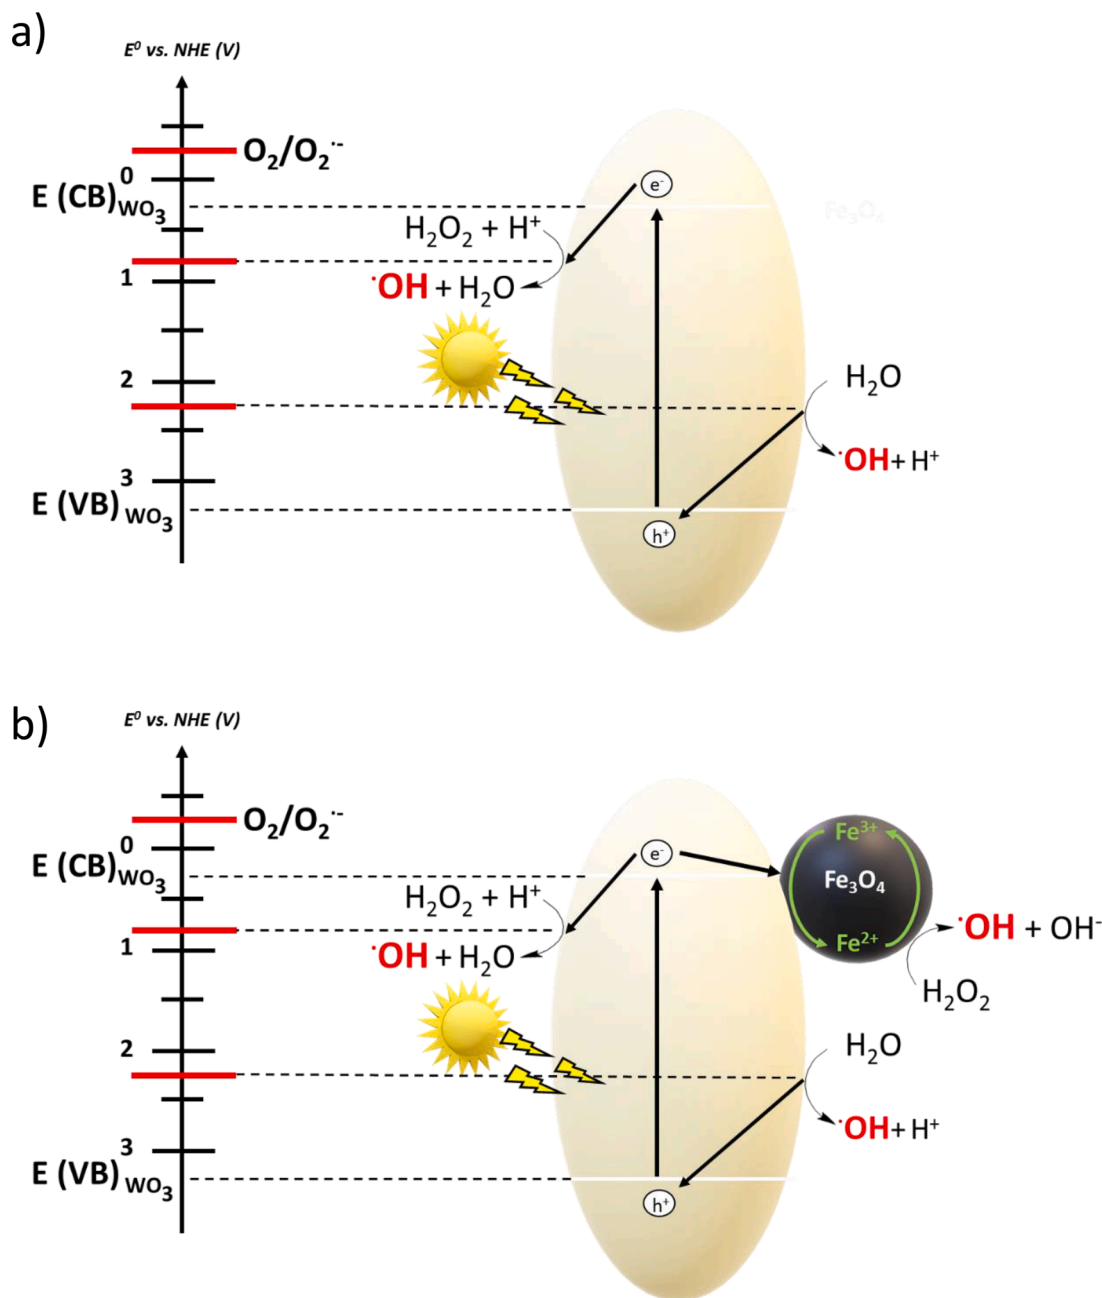 a)
E⁰ vs. NHE (V)
O₂/O₂·⁻
0
E (CB)WO₃
e⁻
Fe₃O₄
H₂O₂ + H⁺
1
·OH + H₂O
2
H₂O
·OH + H⁺
3
E (VB) WO₃
h⁺
b)
E⁰ vs. NHE (V)
O₂/O₂·⁻
0
E (CB)WO₃
e⁻
Fe³⁺
Fe₃O₄
Fe²⁺
H₂O₂ + H⁺
·OH + OH⁻
1
·OH + H₂O
H₂O₂
2
H₂O
·OH + H⁺
3
E (VB) WO₃
h⁺